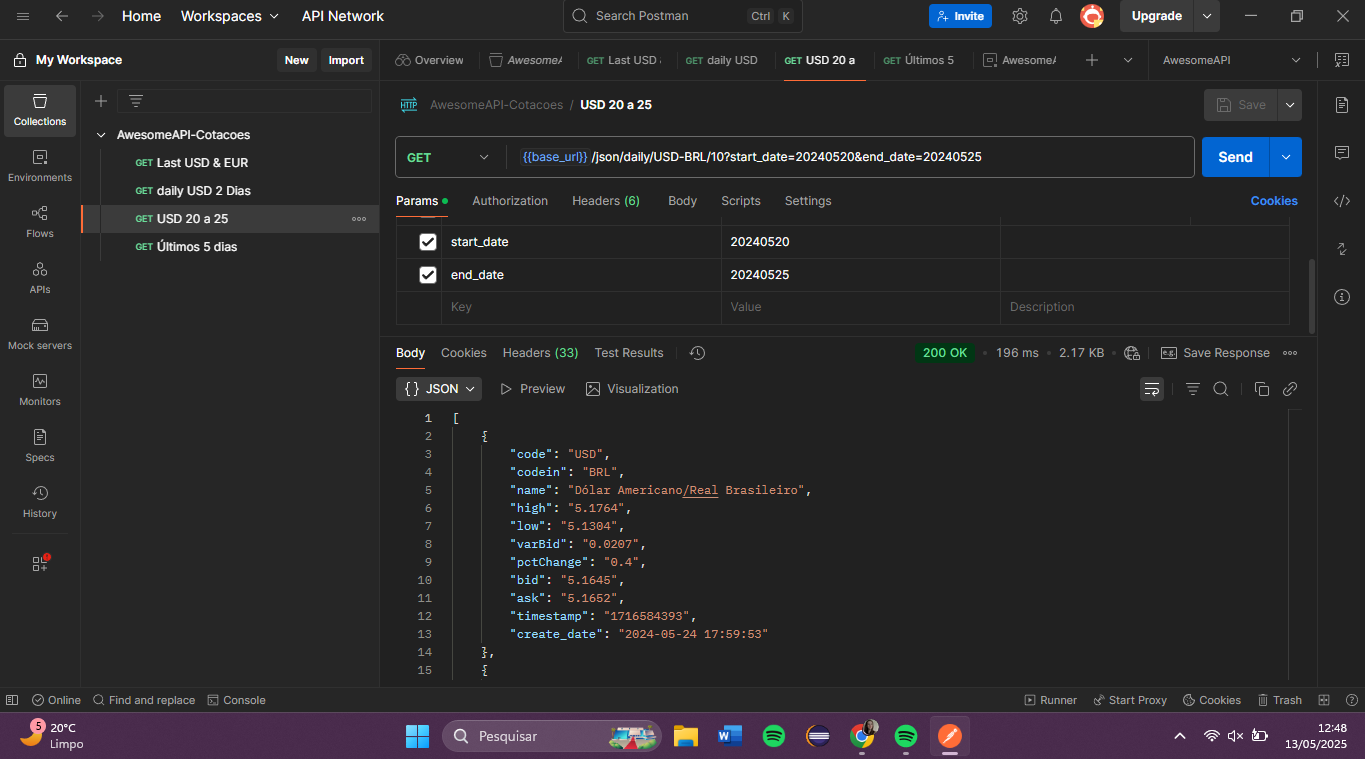 Home Workspaces API Network Search Postman Ctrl K Invite Upgrade
My Workspace New Import Overview AwesomeA GET Last USD GET daily USD GET USD 20 a GET Últimos 5 AwesomeA AwesomeAPI
Collections
Environments
Flows
APIs
Mock servers
Monitors
Specs
History
AwesomeAPI-Cotacoes
GET Last USD & EUR
GET daily USD 2 Dias
GET USD 20 a 25
GET Últimos 5 dias
HTTP AwesomeAPI-Cotacoes / USD 20 a 25 Save
GET {{base_url}} /json/daily/USD-BRL/10?start_date=20240520&end_date=20240525 Send
Params Authorization Headers (6) Body Scripts Settings Cookies
start_date 20240520
end_date 20240525
Key Value Description
Body Cookies Headers (33) Test Results 200 OK 196 ms 2.17 KB e.g. Save Response
{} JSON Preview Visualization
1 [
2 {
3 "code": "USD",
4 "codein": "BRL",
5 "name": "Dólar Americano/Real Brasileiro",
6 "high": "5.1764",
7 "low": "5.1304",
8 "varBid": "0.0207",
9 "pctChange": "0.4",
10 "bid": "5.1645",
11 "ask": "5.1652",
12 "timestamp": "1716584393",
13 "create_date": "2024-05-24 17:59:53"
14 },
15 {
Online Find and replace Console Runner Start Proxy Cookies Trash
5 20°C
Limpo
Pesquisar
12:48
13/05/2025